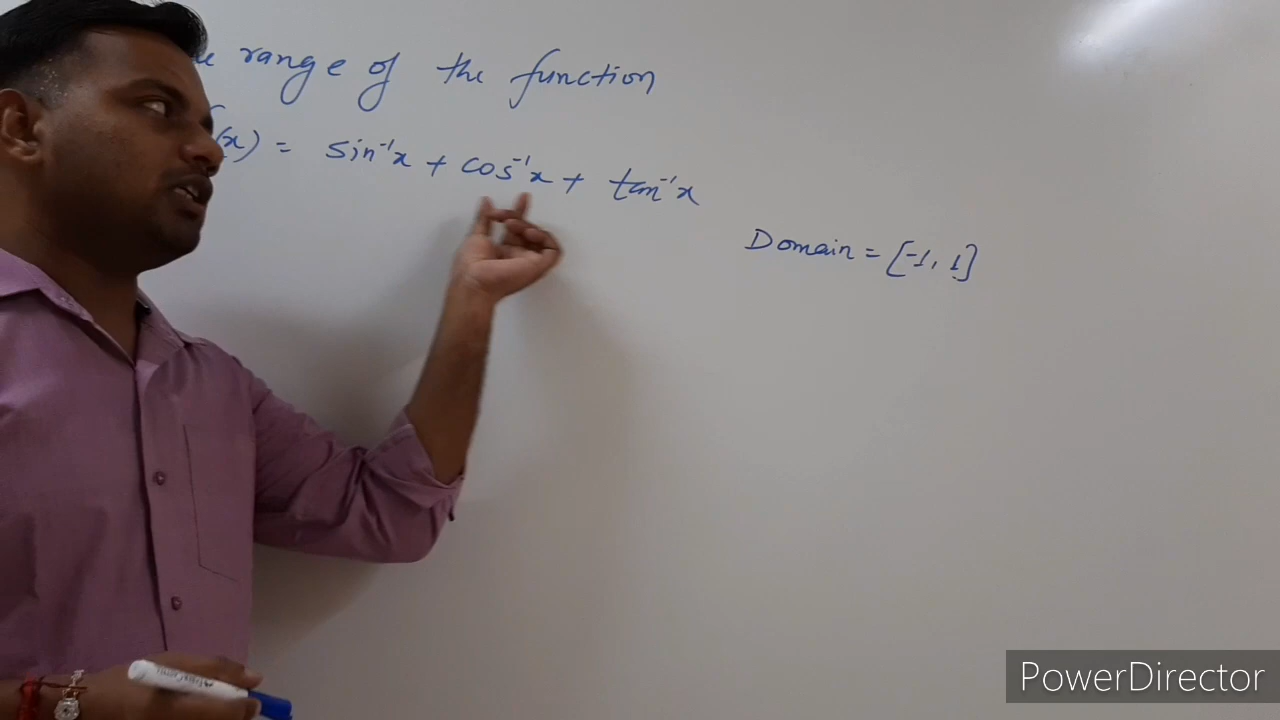 range of the function
(x) = sin⁻¹x + cos⁻¹x + tan⁻¹x
Domain = [-1, 1]
PowerDirector